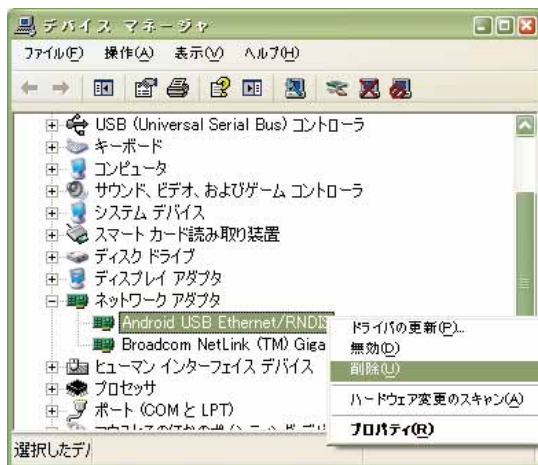 デバイス マネージャ
ファイル(F) 操作(A) 表示(V) ヘルプ(H)
USB (Universal Serial Bus) コントローラ
キーボード
コンピュータ
サウンド、ビデオ、およびゲーム コントローラ
システム デバイス
スマート カード読み取り装置
ディスク ドライブ
ディスプレイ アダプタ
ネットワーク アダプタ
Android USB Ethernet/RNDIS
Broadcom NetLink (TM) Giga
ヒューマン インターフェイス デバイス
プロセッサ
ポート (COM と LPT)
ドライバの更新(P)...
無効(D)
削除(U)
ハードウェア変更のスキャン(A)
プロパティ(R)
選択したデ